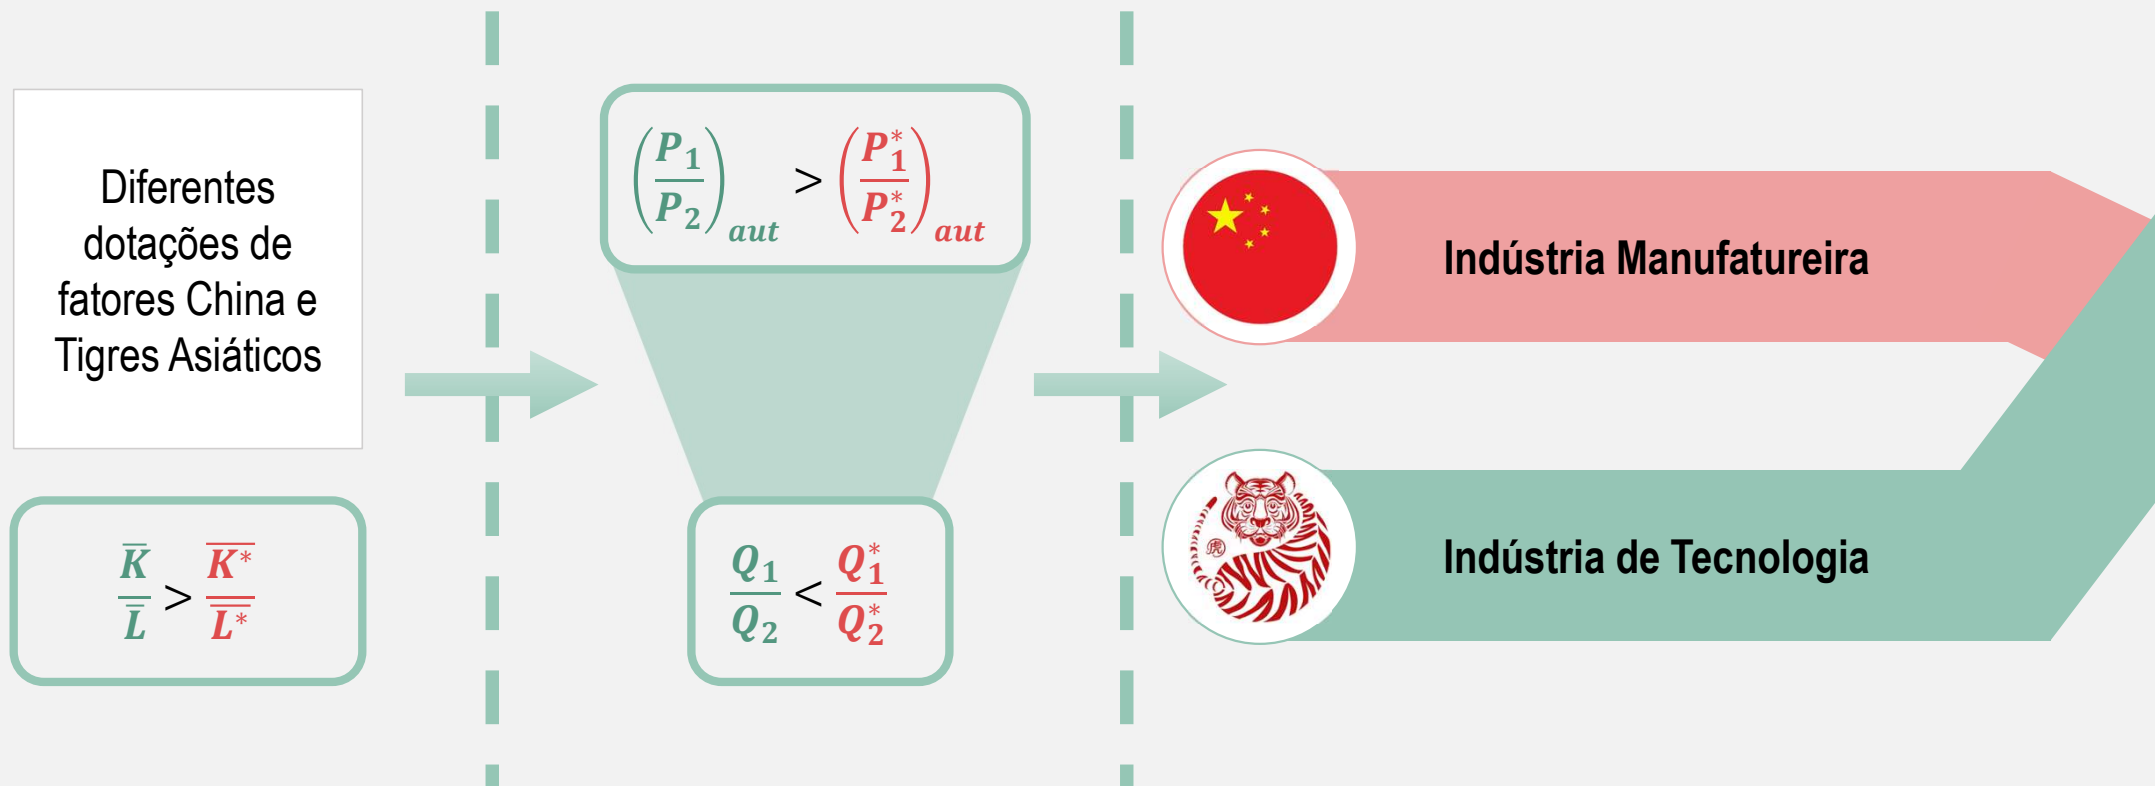 Diferentes
dotações de
fatores China e
Tigres Asiáticos
K̅/L̅ > K̅*̅/L̅*̅
(P₁/P₂)aut > (P₁*/P₂*)aut
Q₁/Q₂ < Q₁*/Q₂*
Indústria Manufatureira
虎
Indústria de Tecnologia